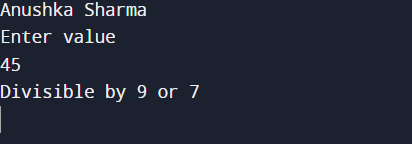 Anushka Sharma
Enter value
45
Divisible by 9 or 7